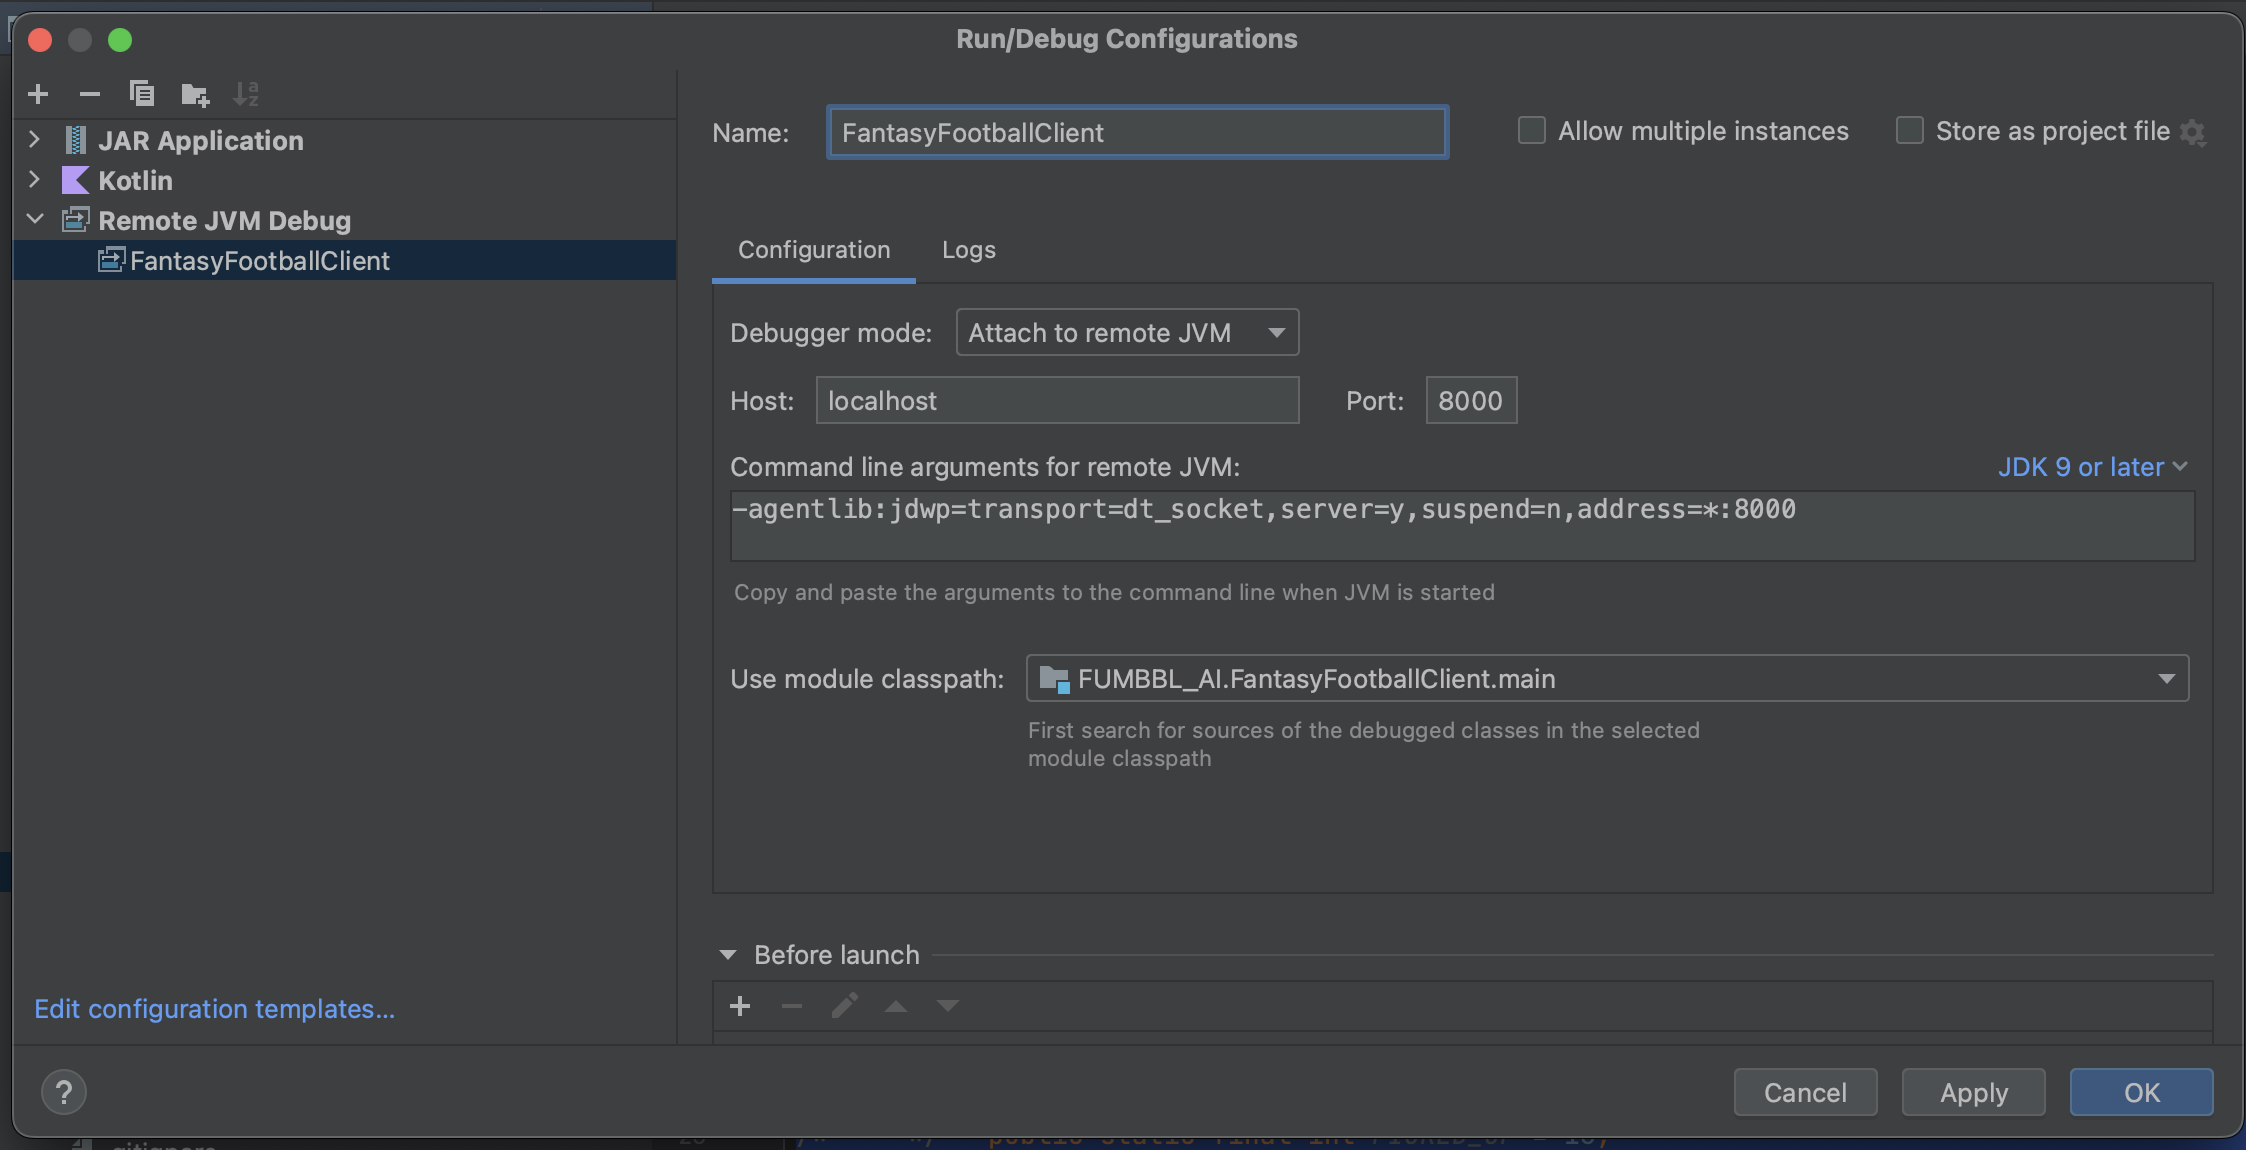 Run/Debug Configurations
JAR Application
Kotlin
Remote JVM Debug
FantasyFootballClient
Edit configuration templates...
Name: FantasyFootballClient
Allow multiple instances
Store as project file
Configuration
Logs
Debugger mode: Attach to remote JVM
Host: localhost
Port: 8000
Command line arguments for remote JVM:
JDK 9 or later
-agentlib:jdwp=transport=dt_socket,server=y,suspend=n,address=*:8000
Copy and paste the arguments to the command line when JVM is started
Use module classpath: FUMBBL_AI.FantasyFootballClient.main
First search for sources of the debugged classes in the selected
module classpath
Before launch
?
Cancel
Apply
OK